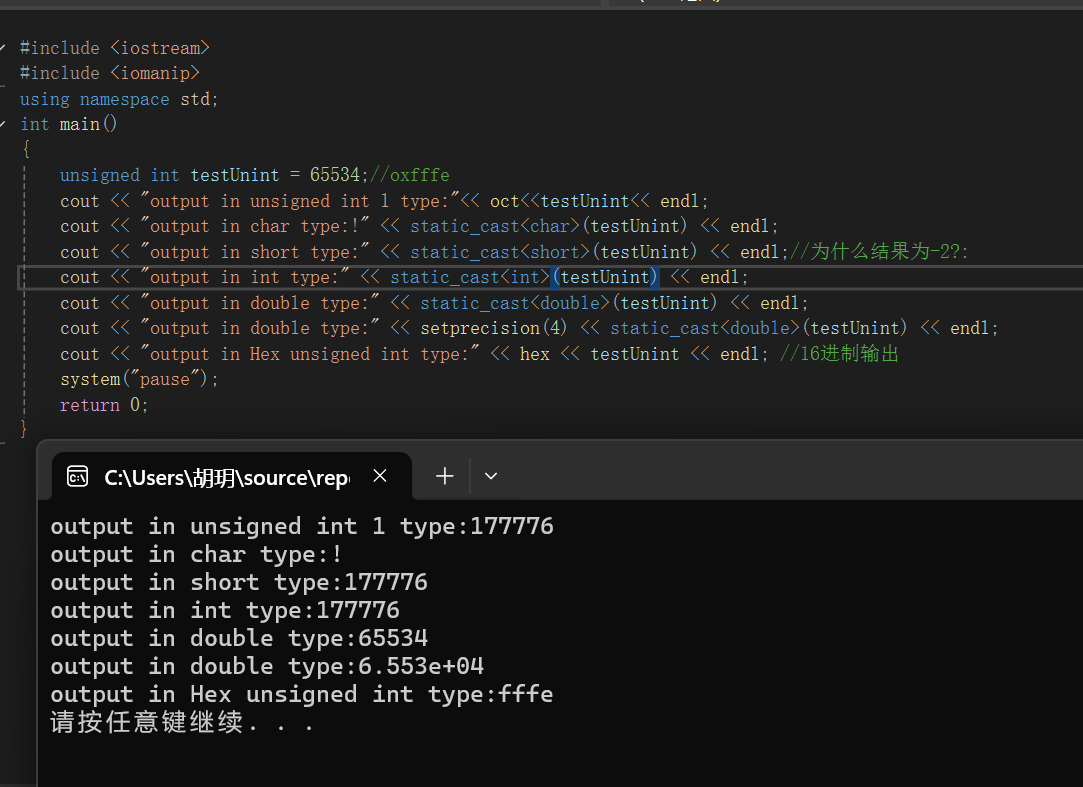 #include <iostream>
#include <iomanip>
using namespace std;
int main()
{
    unsigned int testUnint = 65534;//oxfffe
    cout << "output in unsigned int 1 type:"<< oct<<testUnint<< endl;
    cout << "output in char type:!" << static_cast<char>(testUnint) << endl;
    cout << "output in short type:" << static_cast<short>(testUnint) << endl;//为什么结果为-2?:
    cout << "output in int type:" << static_cast<int>(testUnint) << endl;
    cout << "output in double type:" << static_cast<double>(testUnint) << endl;
    cout << "output in double type:" << setprecision(4) << static_cast<double>(testUnint) << endl;
    cout << "output in Hex unsigned int type:" << hex << testUnint << endl; //16进制输出
    system("pause");
    return 0;
}
C:\Users\胡玥\source\rep
output in unsigned int 1 type:177776
output in char type:!
output in short type:177776
output in int type:177776
output in double type:65534
output in double type:6.553e+04
output in Hex unsigned int type:fffe
请按任意键继续. . .